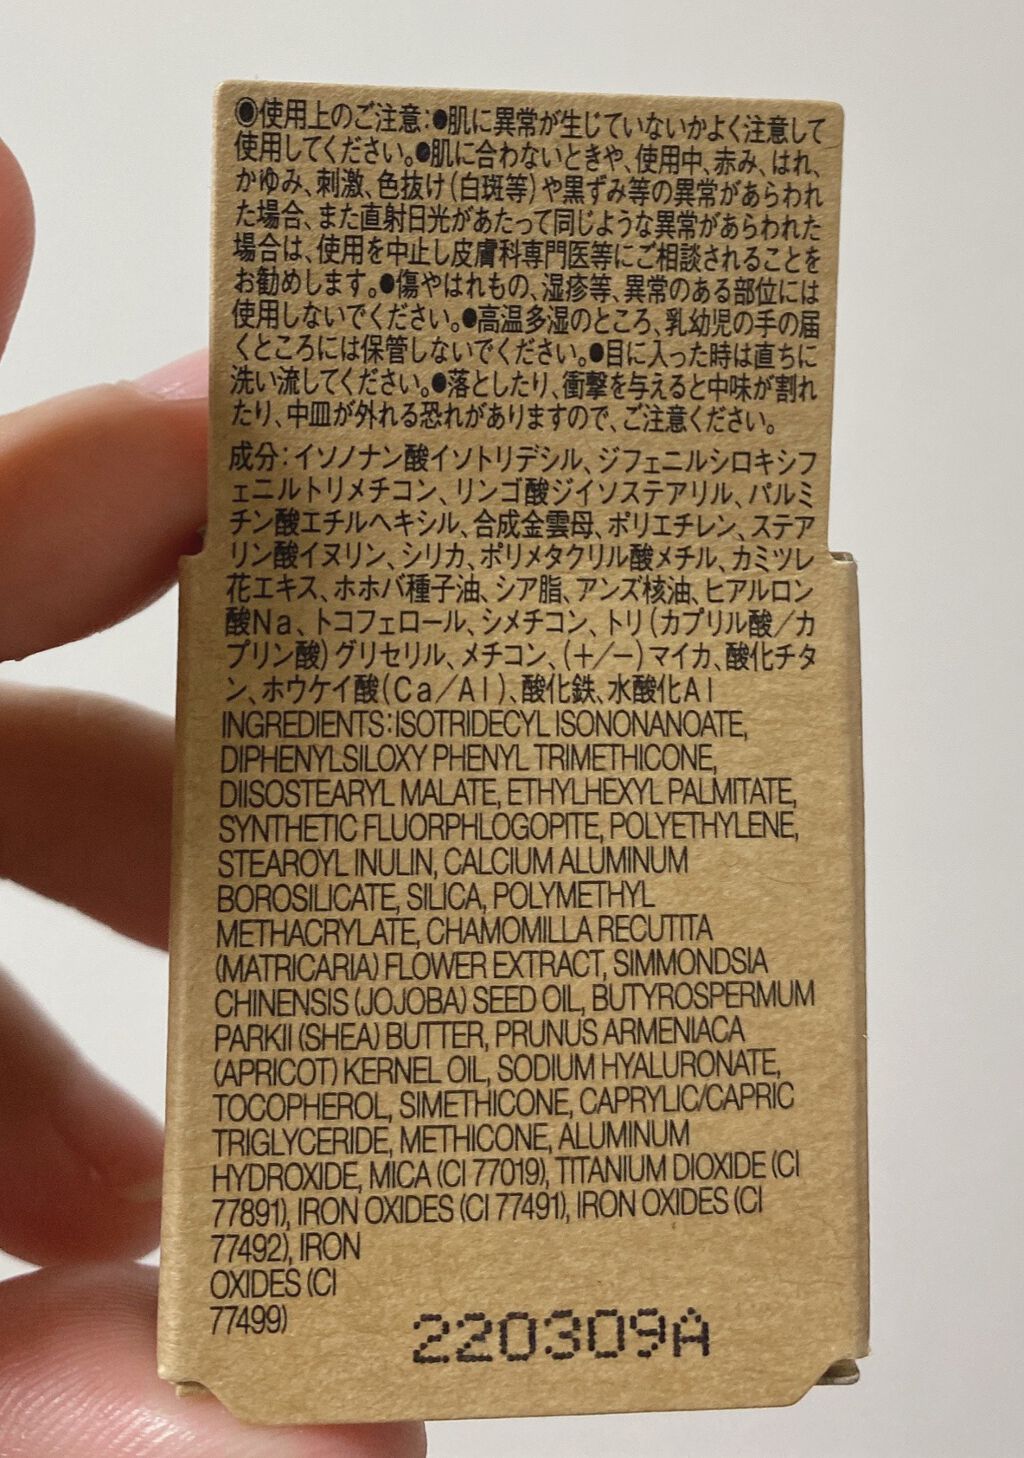 ◉使用上のご注意:●肌に異常が生じていないかよく注意して
使用してください。●肌に合わないときや、使用中、赤み、はれ、
かゆみ、刺激、色抜け(白斑等)や黒ずみ等の異常があらわれ
た場合、また直射日光があたって同じような異常があらわれた
場合は、使用を中止し皮膚科専門医等にご相談されることを
お勧めします。●傷やはれもの、湿疹等、異常のある部位には
使用しないでください。●高温多湿のところ、乳幼児の手の届
くところには保管しないでください。●目に入った時は直ちに
洗い流してください。●落としたり、衝撃を与えると中味が割れ
たり、中皿が外れる恐れがありますので、ご注意ください。
成分:イソノナン酸イソトリデシル、ジフェニルシロキシフ
ェニルトリメチコン、リンゴ酸ジイソステアリル、パルミ
チン酸エチルヘキシル、合成金雲母、ポリエチレン、ステア
リン酸イヌリン、シリカ、ポリメタクリル酸メチル、カミツレ
花エキス、ホホバ種子油、シア脂、アンズ核油、ヒアルロン
酸Na、トコフェロール、シメチコン、トリ(カプリル酸/カ
プリン酸)グリセリル、メチコン、(+/−)マイカ、酸化チタ
ン、ホウケイ酸(Ca/Al)、酸化鉄、水酸化Al
INGREDIENTS:ISOTRIDECYL ISONONANOATE,
DIPHENYLSILOXY PHENYL TRIMETHICONE,
DIISOSTEARYL MALATE, ETHYLHEXYL PALMITATE,
SYNTHETIC FLUORPHLOGOPITE, POLYETHYLENE,
STEAROYL INULIN, CALCIUM ALUMINUM
BOROSILICATE, SILICA, POLYMETHYL
METHACRYLATE, CHAMOMILLA RECUTITA
(MATRICARIA) FLOWER EXTRACT, SIMMONDSIA
CHINENSIS (JOJOBA) SEED OIL, BUTYROSPERMUM
PARKII (SHEA) BUTTER, PRUNUS ARMENIACA
(APRICOT) KERNEL OIL, SODIUM HYALURONATE,
TOCOPHEROL, SIMETHICONE, CAPRYLIC/CAPRIC
TRIGLYCERIDE, METHICONE, ALUMINUM
HYDROXIDE, MICA (CI 77019), TITANIUM DIOXIDE (CI
77891), IRON OXIDES (CI 77491), IRON OXIDES (CI
77492), IRON
OXIDES (CI
77499)
220309A